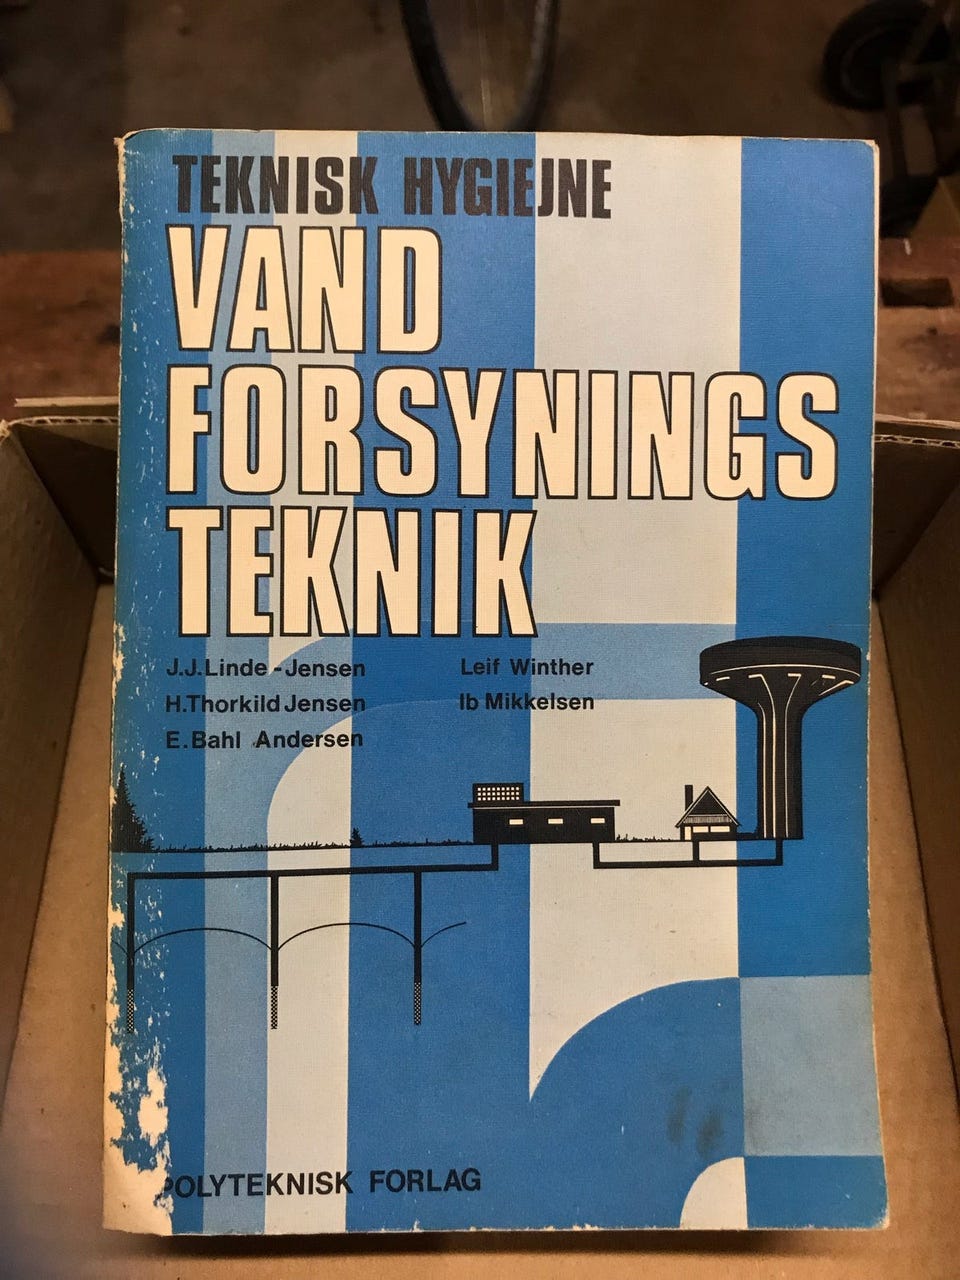 TEKNISK HYGIEJNE
VAND
FORSYNINGS
TEKNIK
J.J.Linde-Jensen
H.Thorkild Jensen
E.Bahl Andersen
Leif Winther
Ib Mikkelsen
POLYTEKNISK FORLAG